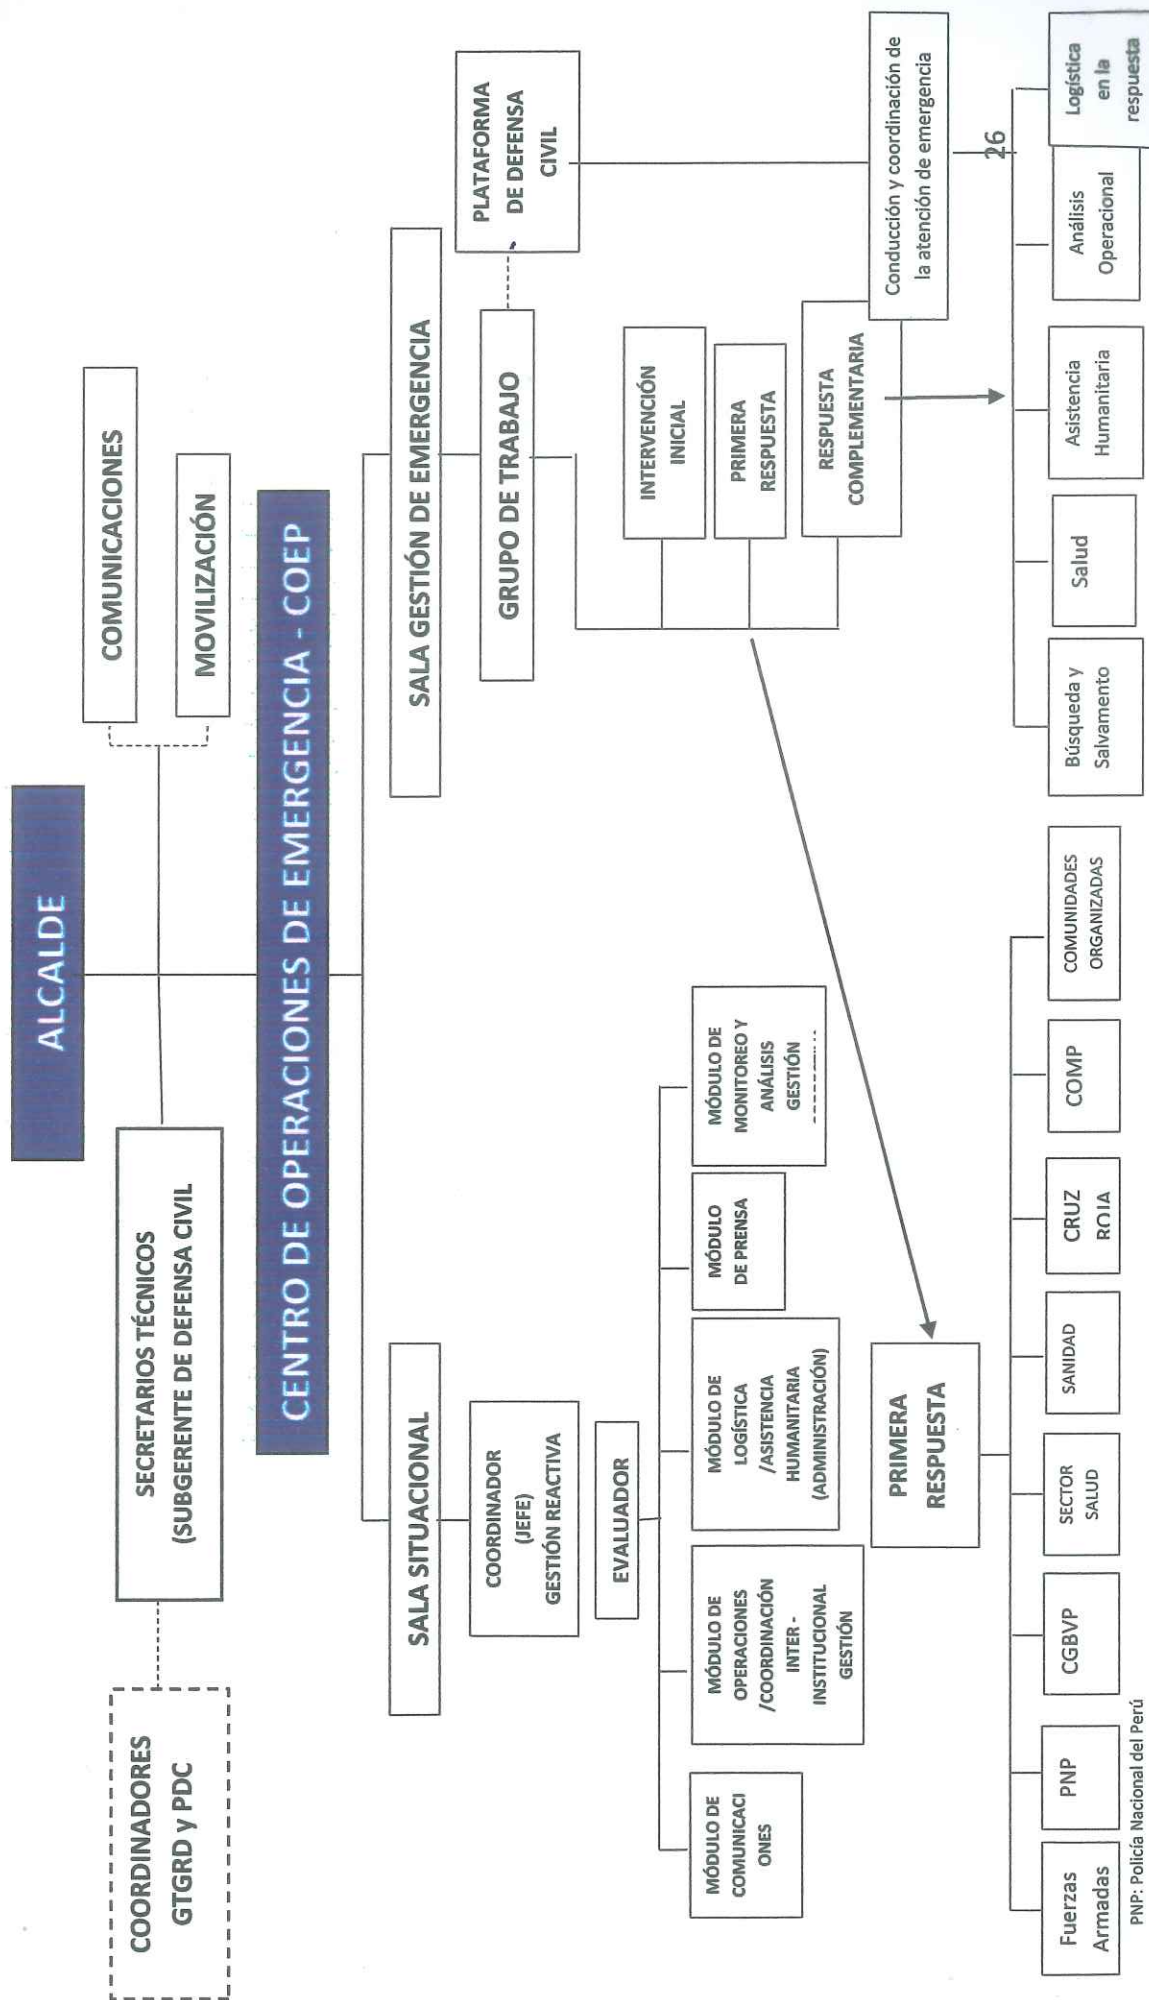 ALCALDE
COMUNICACIONES
MOVILIZACIÓN
SECRETARIOS TÉCNICOS
(SUBGERENTE DE DEFENSA CIVIL
COORDINADORES
GTGRD y PDC
CENTRO DE OPERACIONES DE EMERGENCIA - COEP
SALA SITUACIONAL
COORDINADOR
(JEFE)
GESTIÓN REACTIVA
EVALUADOR
MÓDULO DE
COMUNICACI
ONES
MÓDULO DE
OPERACIONES
/COORDINACIÓN
INTER -
INSTITUCIONAL
GESTIÓN
MÓDULO DE
LOGÍSTICA
/ASISTENCIA
HUMANITARIA
(ADMINISTRACIÓN)
MÓDULO
DE PRENSA
MÓDULO DE
MONITOREO Y
ANÁLISIS
GESTIÓN
SALA GESTIÓN DE EMERGENCIA
GRUPO DE TRABAJO
PLATAFORMA
DE DEFENSA
CIVIL
INTERVENCIÓN
INICIAL
PRIMERA
RESPUESTA
RESPUESTA
COMPLEMENTARIA
Conducción y coordinación de
la atención de emergencia
26
PRIMERA
RESPUESTA
Fuerzas
Armadas
PNP
CGBVP
SECTOR
SALUD
SANIDAD
CRUZ
ROJA
COMP
COMUNIDADES
ORGANIZADAS
Búsqueda y
Salvamento
Salud
Asistencia
Humanitaria
Análisis
Operacional
Logística
en la
respuesta
PNP: Policía Nacional del Perú